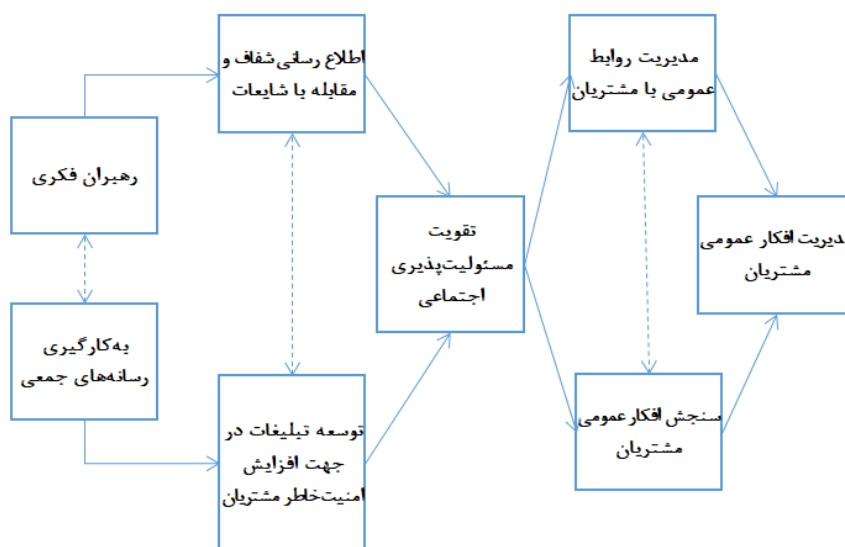 رهبران فکری
به‌کارگیری
رسانه‌های جمعی
اطلاع رسانی شفاف و
مقابله با شایعات
توسعه تبلیغات در
جهت افزایش
امنیت‌خاطر مشتریان
تقویت
مسئولیت‌پذیری
اجتماعی
مدیریت روابط
عمومی با مشتریان
سنجش افکار عمومی
مشتریان
مدیریت افکار عمومی
مشتریان